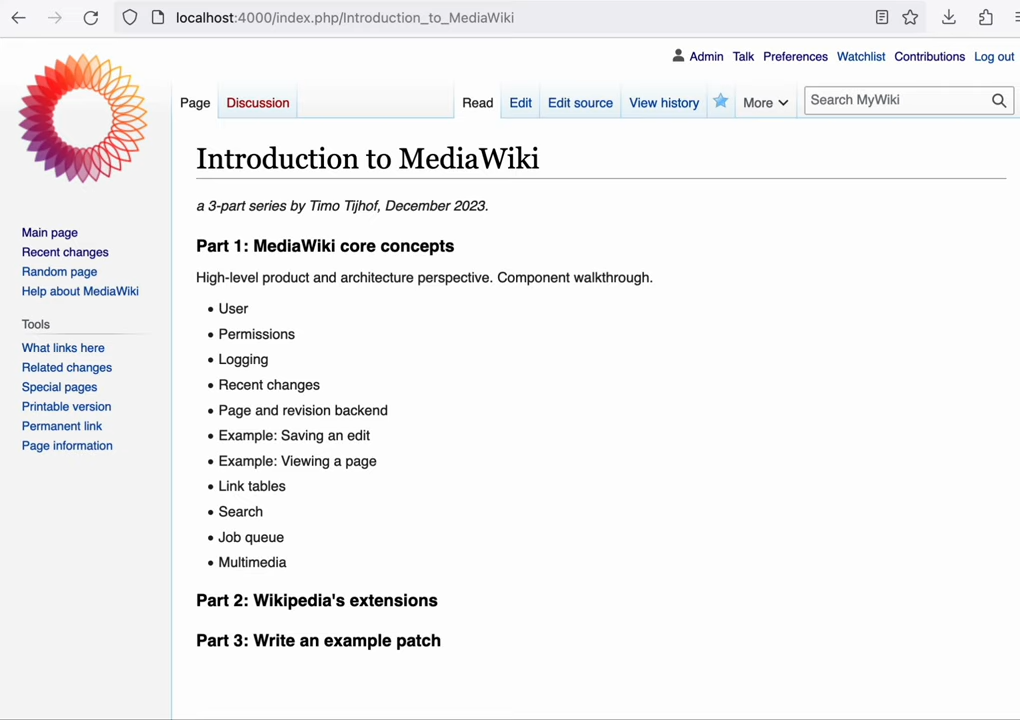 localhost:4000/index.php/Introduction_to_MediaWiki
Admin Talk Preferences Watchlist Contributions Log out
Page Discussion Read Edit Edit source View history More Search MyWiki
Introduction to MediaWiki
a 3-part series by Timo Tijhof, December 2023.
Main page
Recent changes
Random page
Help about MediaWiki
Tools
What links here
Related changes
Special pages
Printable version
Permanent link
Page information
Part 1: MediaWiki core concepts
High-level product and architecture perspective. Component walkthrough.
• User
• Permissions
• Logging
• Recent changes
• Page and revision backend
• Example: Saving an edit
• Example: Viewing a page
• Link tables
• Search
• Job queue
• Multimedia
Part 2: Wikipedia's extensions
Part 3: Write an example patch